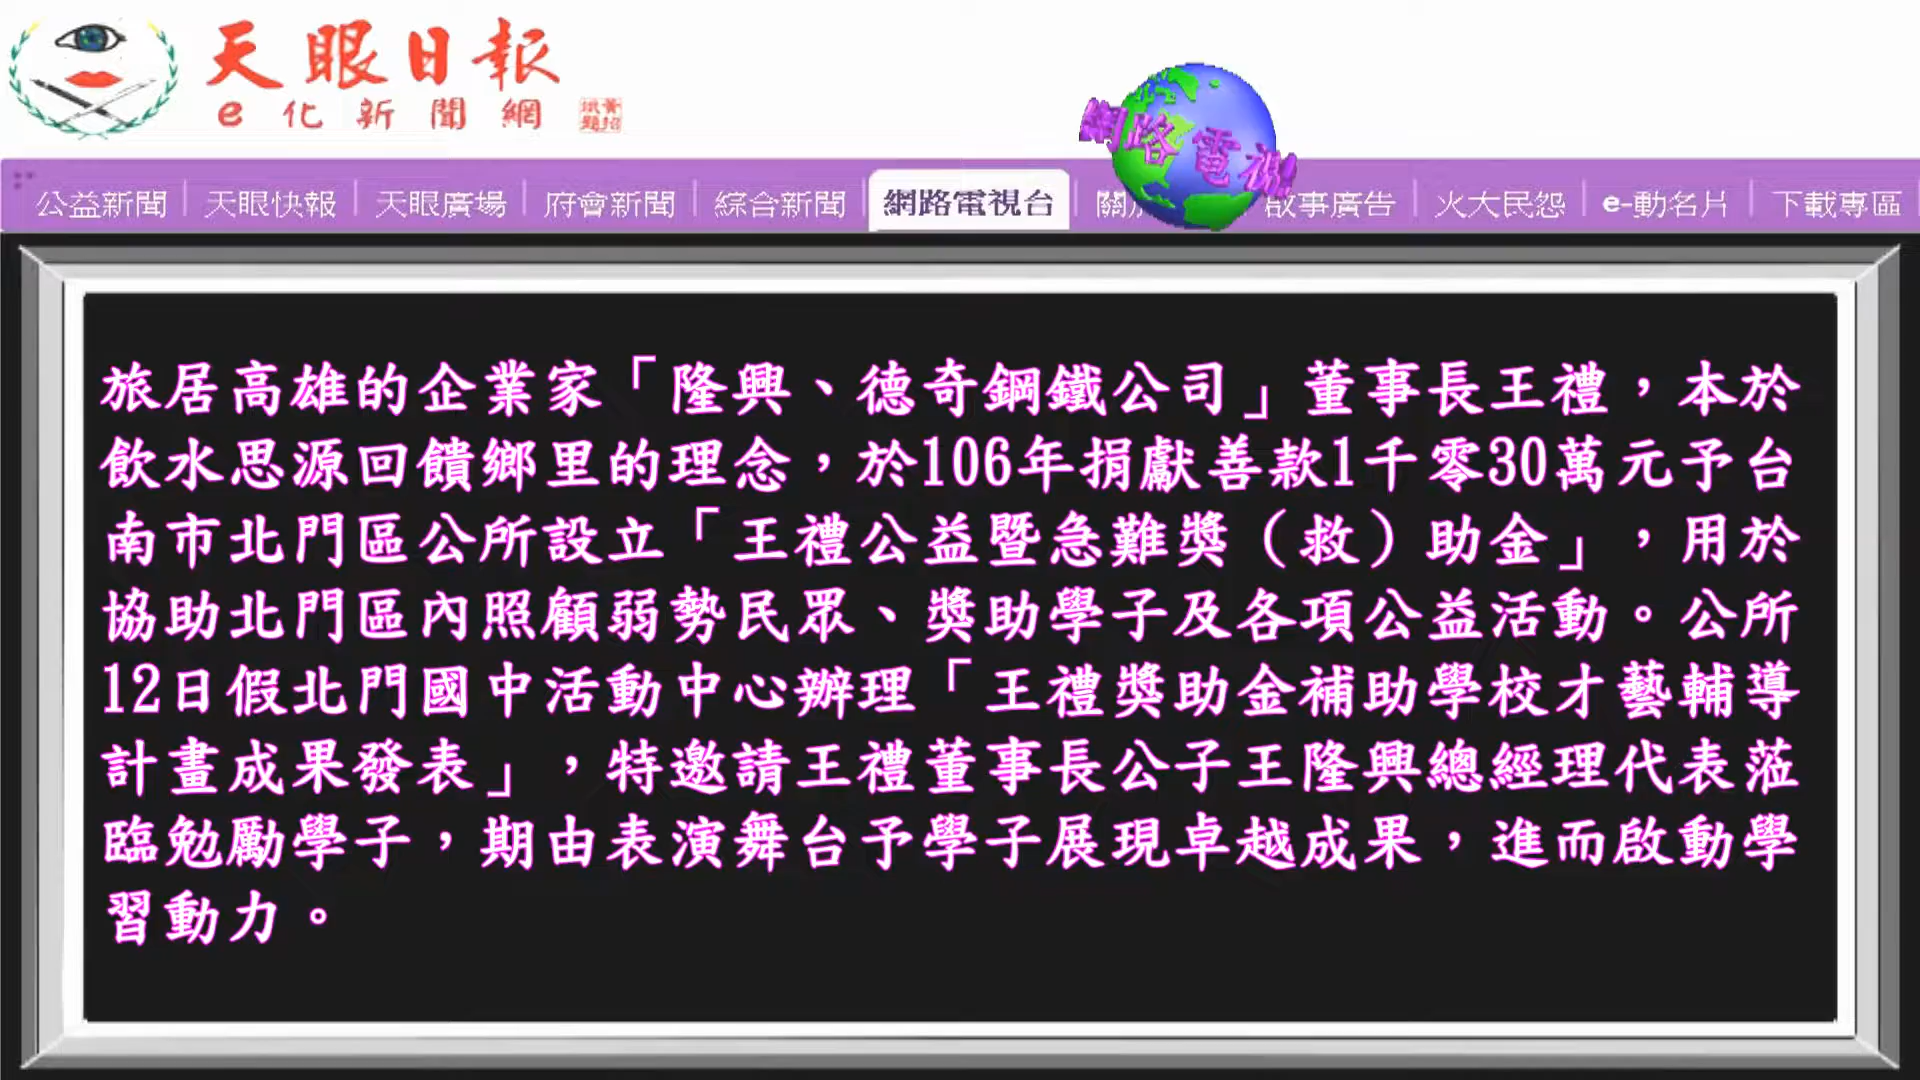 天眼日報
e化新聞網
網路電視
公益新聞 天眼快報 天眼廣場 府會新聞 綜合新聞 網路電視台 啟事廣告 火大民怨 e-動名片 下載專區
旅居高雄的企業家「隆興、德奇鋼鐵公司」董事長王禮，本於
飲水思源回饋鄉里的理念，於106年捐獻善款1千零30萬元予台
南市北門區公所設立「王禮公益暨急難獎（救）助金」，用於
協助北門區內照顧弱勢民眾、獎助學子及各項公益活動。公所
12日假北門國中活動中心辦理「王禮獎助金補助學校才藝輔導
計畫成果發表」，特邀請王禮董事長公子王隆興總經理代表蒞
臨勉勵學子，期由表演舞台予學子展現卓越成果，進而啟動學
習動力。